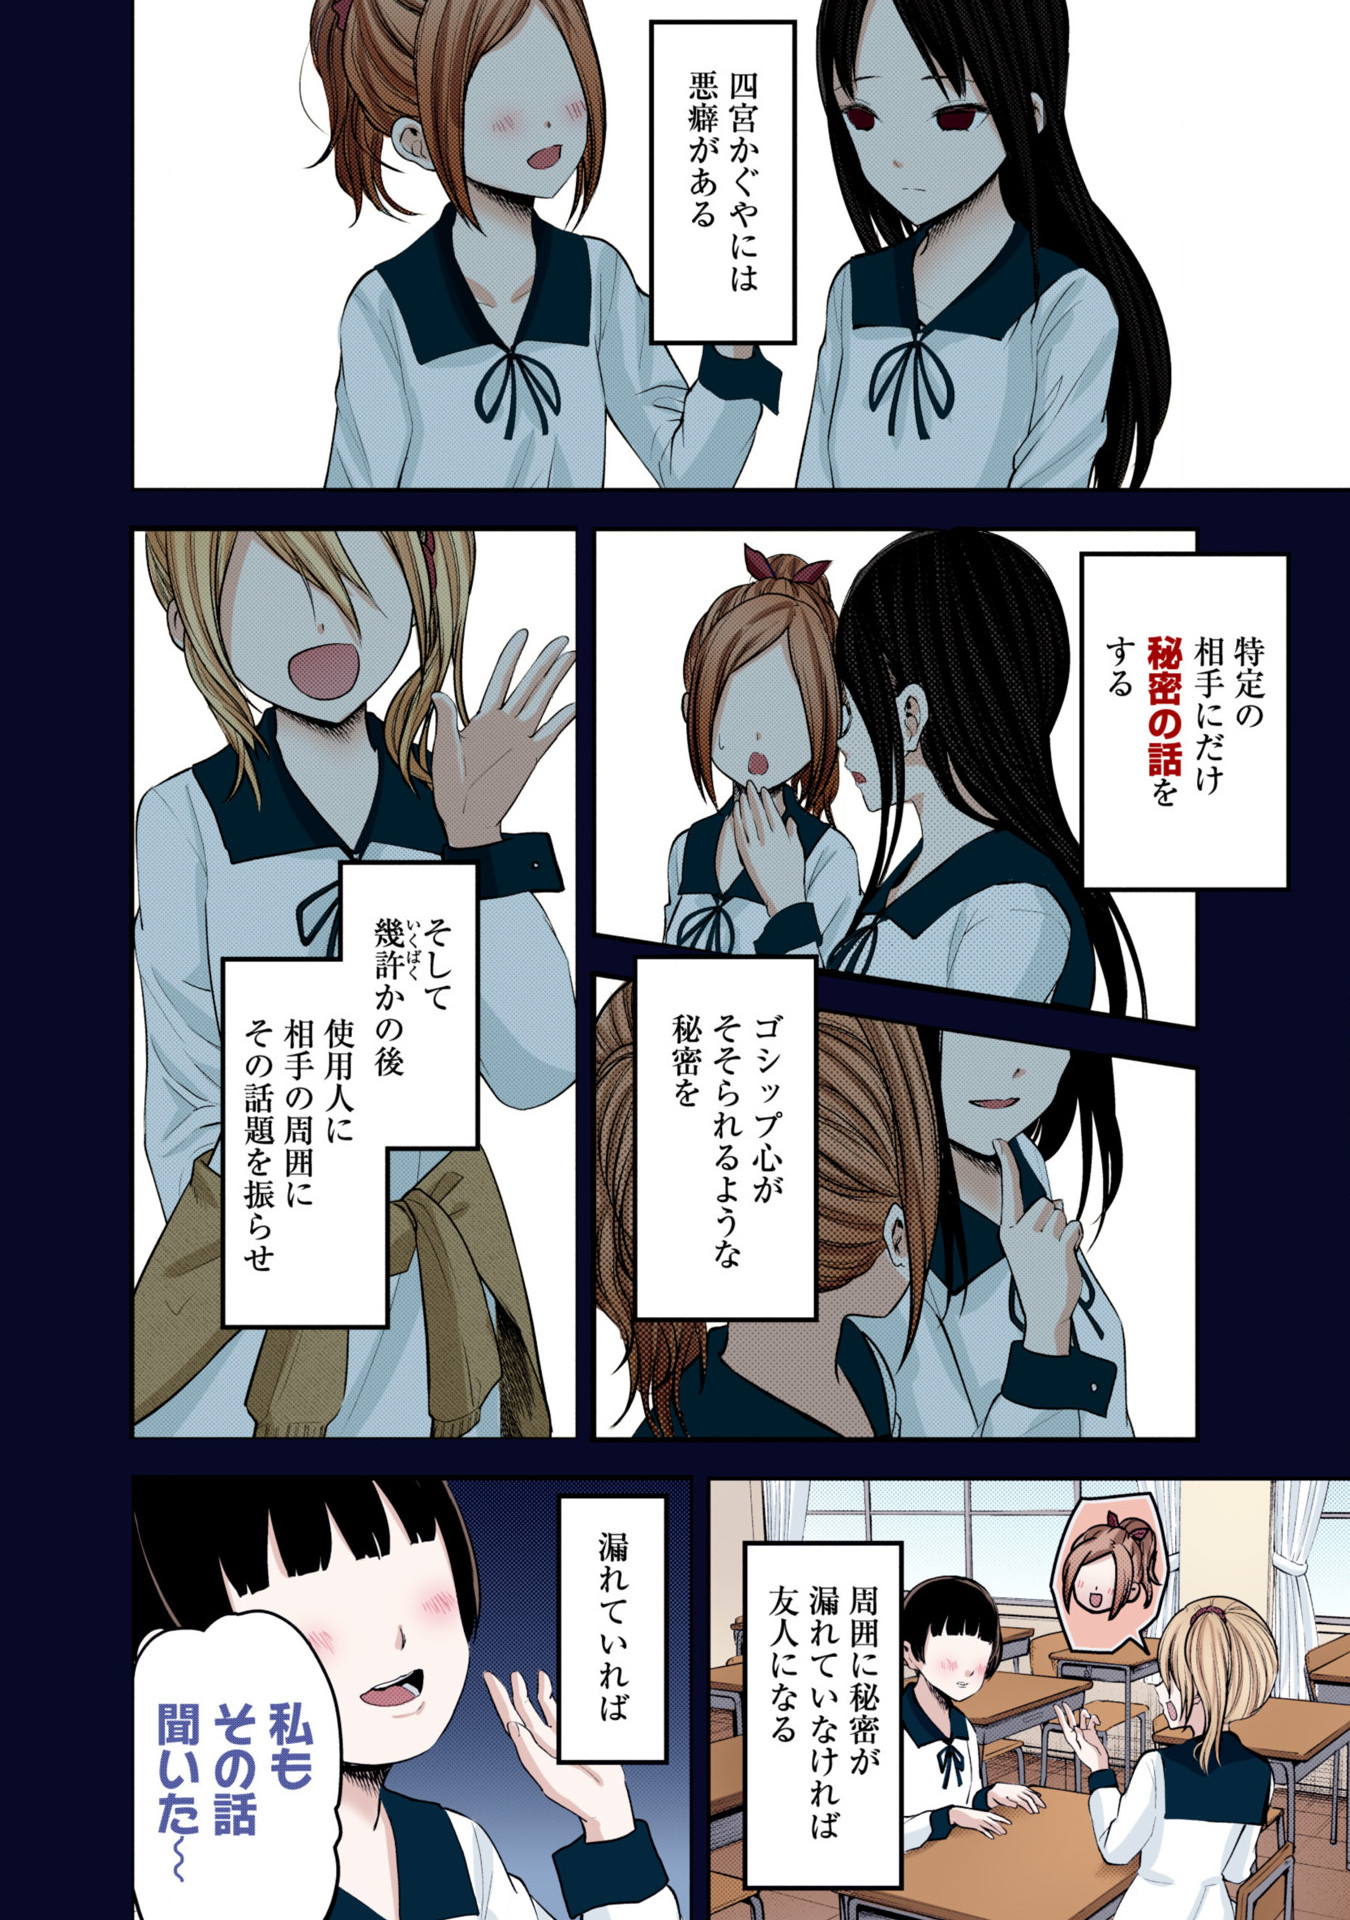 四宮かぐやには
悪癖がある
特定の
相手にだけ
秘密の話を
する
ゴシップ心が
そそられるような
秘密を
そして
幾許かの後
いくばく
使用人に
相手の周囲に
その話題を振らせ
周囲に秘密が
漏れていなければ
友人になる
漏れていれば
私も
その話
聞いた〜〜